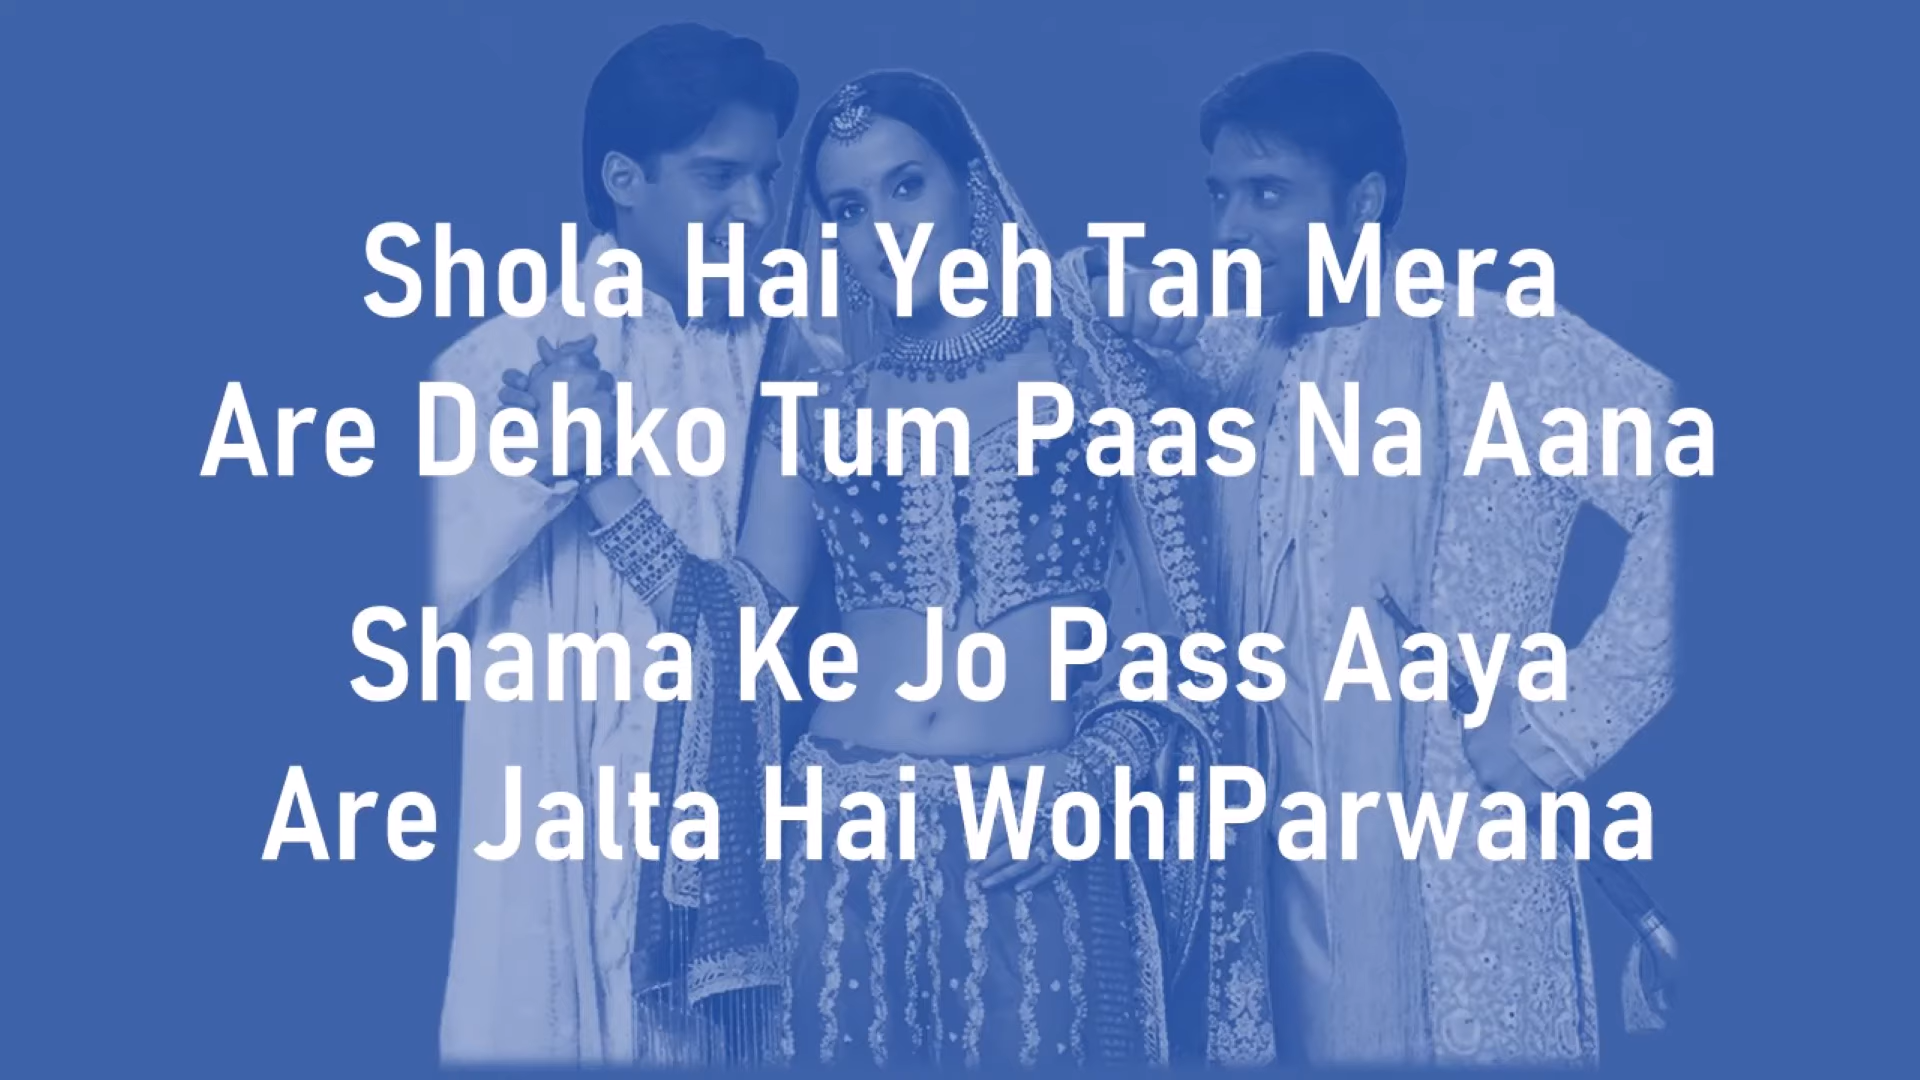 Shola Hai Yeh Tan Mera
Are Dehko Tum Paas Na Aana
Shama Ke Jo Pass Aaya
Are Jalta Hai WohiParwana